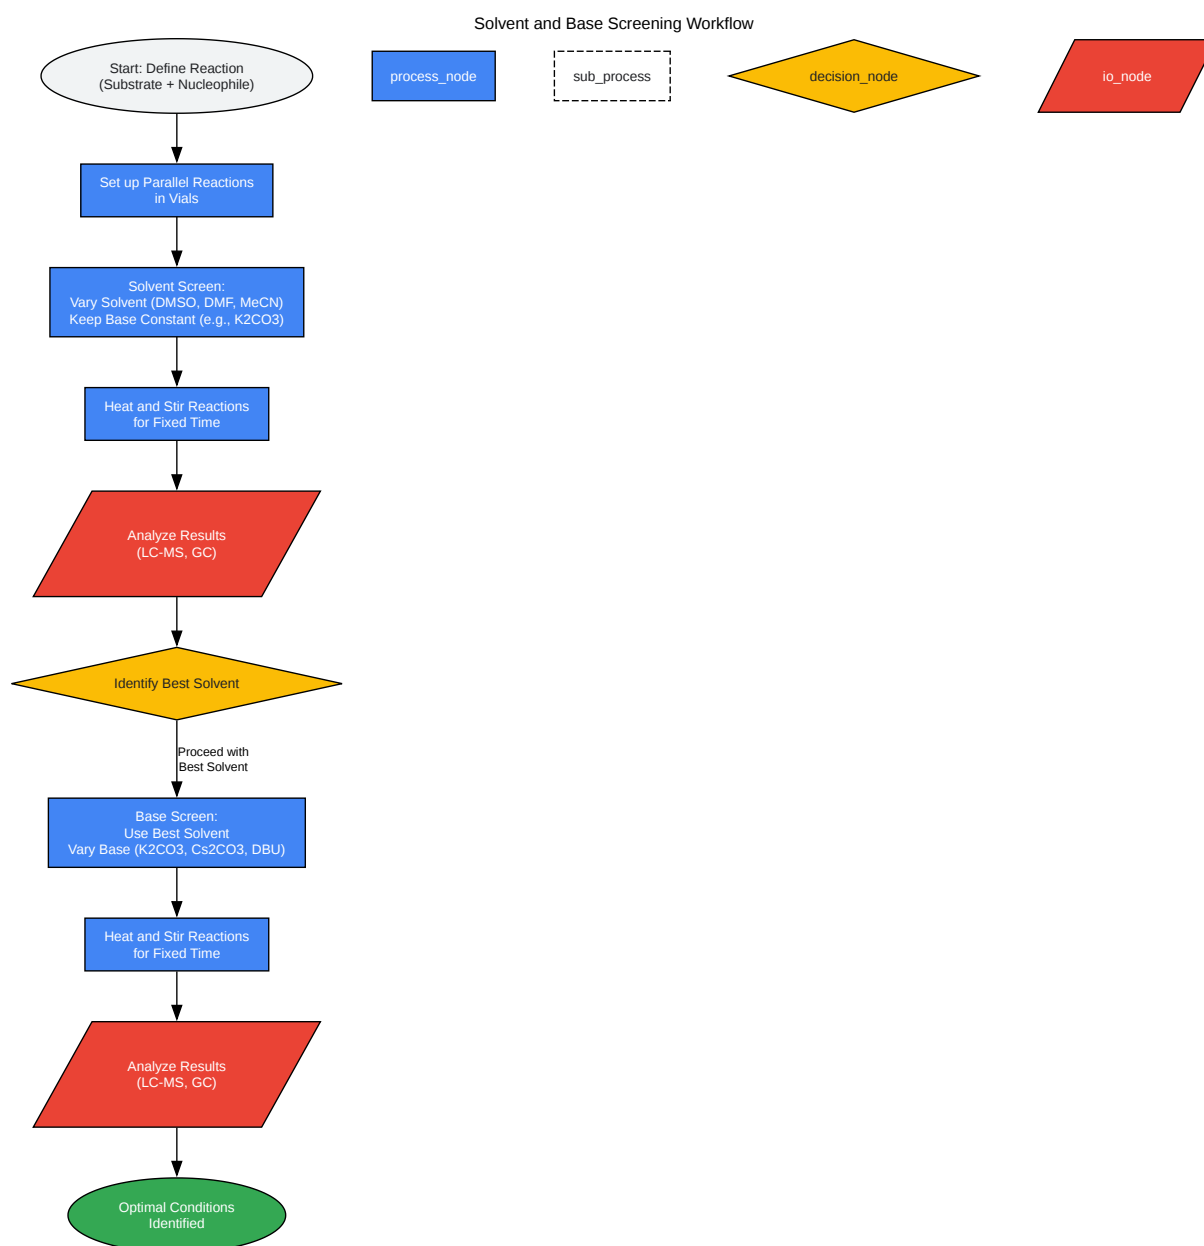 Solvent and Base Screening Workflow
Start: Define Reaction
(Substrate + Nucleophile)
process_node
sub_process
decision_node
io_node
Set up Parallel Reactions
in Vials
Solvent Screen:
Vary Solvent (DMSO, DMF, MeCN)
Keep Base Constant (e.g., K2CO3)
Heat and Stir Reactions
for Fixed Time
Analyze Results
(LC-MS, GC)
Identify Best Solvent
Proceed with
Best Solvent
Base Screen:
Use Best Solvent
Vary Base (K2CO3, Cs2CO3, DBU)
Heat and Stir Reactions
for Fixed Time
Analyze Results
(LC-MS, GC)
Optimal Conditions
Identified